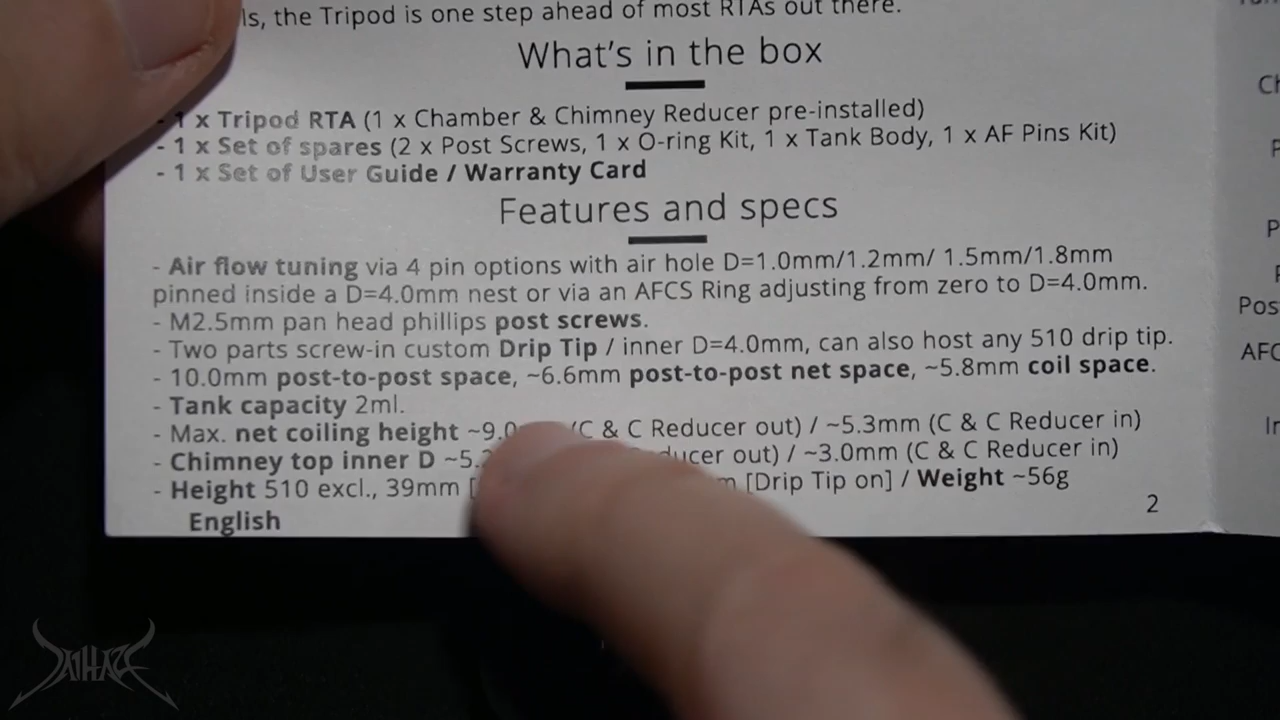 the Tripod is one step ahead of most RTAs out there.
What's in the box
- 1 x Tripod RTA (1 x Chamber & Chimney Reducer pre-installed)
- 1 x Set of spares (2 x Post Screws, 1 x O-ring Kit, 1 x Tank Body, 1 x AF Pins Kit)
- 1 x Set of User Guide / Warranty Card
Features and specs
- Air flow tuning via 4 pin options with air hole D=1.0mm/1.2mm/ 1.5mm/1.8mm
pinned inside a D=4.0mm nest or via an AFCS Ring adjusting from zero to D=4.0mm.
- M2.5mm pan head phillips post screws.
- Two parts screw-in custom Drip Tip / inner D=4.0mm, can also host any 510 drip tip.
- 10.0mm post-to-post space, ~6.6mm post-to-post net space, ~5.8mm coil space.
- Tank capacity 2ml.
- Max. net coiling height (C & C Reducer out) / ~5.3mm (C & C Reducer in)
- Chimney top inner D out) / ~3.0mm (C & C Reducer in)
- Height 510 excl., 39mm [Drip Tip on] / Weight ~56g
2
English
JAIHAZE